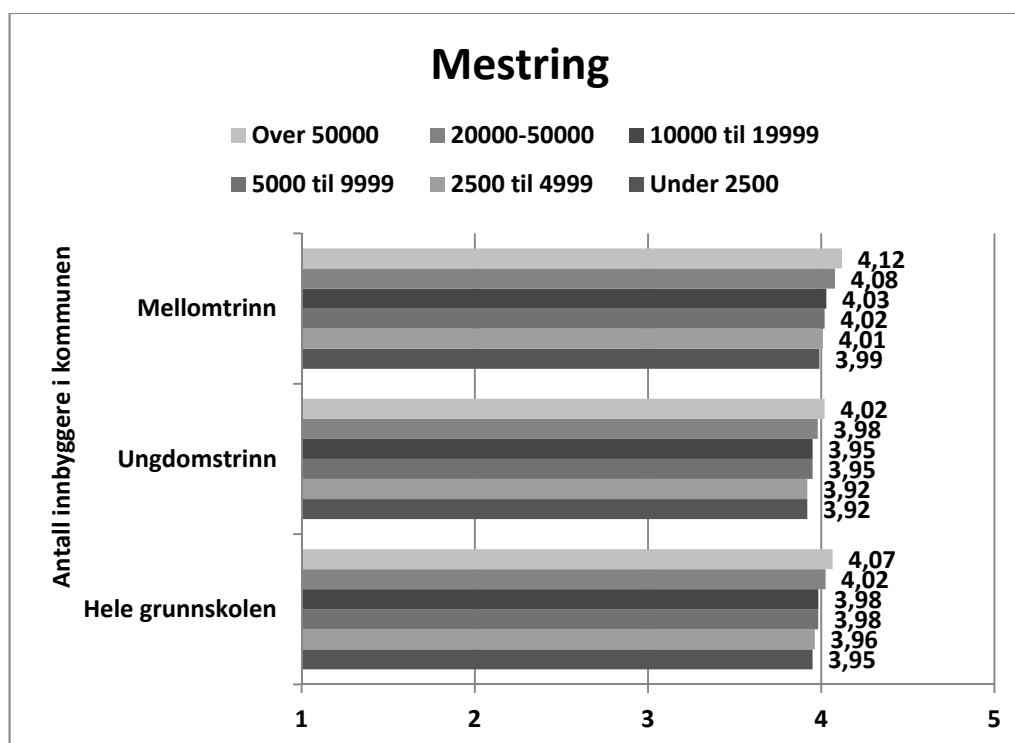 Mestring
Over 50000 20000-50000 10000 til 19999
5000 til 9999 2500 til 4999 Under 2500
Antall innbyggere i kommunen
Mellomtrinn
4,12
4,08
4,03
4,02
4,01
3,99
Ungdomstrinn
4,02
3,98
3,95
3,95
3,92
3,92
Hele grunnskolen
4,07
4,02
3,98
3,98
3,96
3,95
1 2 3 4 5